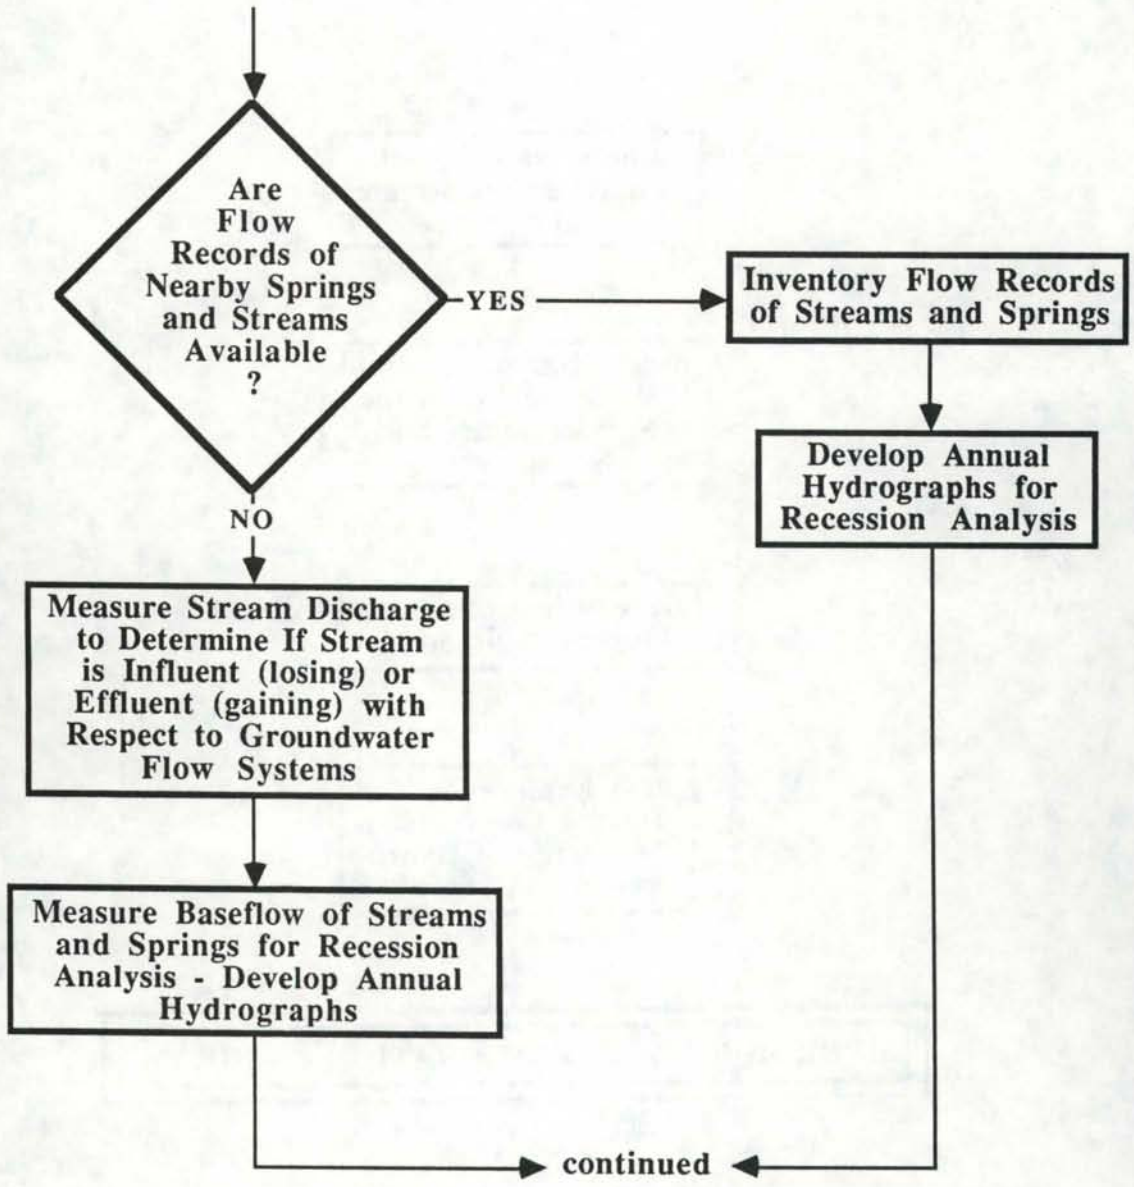 Are
Flow
Records of
Nearby Springs
and Streams
Available
?
YES
Inventory Flow Records
of Streams and Springs
Develop Annual
Hydrographs for
Recession Analysis
NO
Measure Stream Discharge
to Determine If Stream
is Influent (losing) or
Effluent (gaining) with
Respect to Groundwater
Flow Systems
Measure Baseflow of Streams
and Springs for Recession
Analysis - Develop Annual
Hydrographs
continued